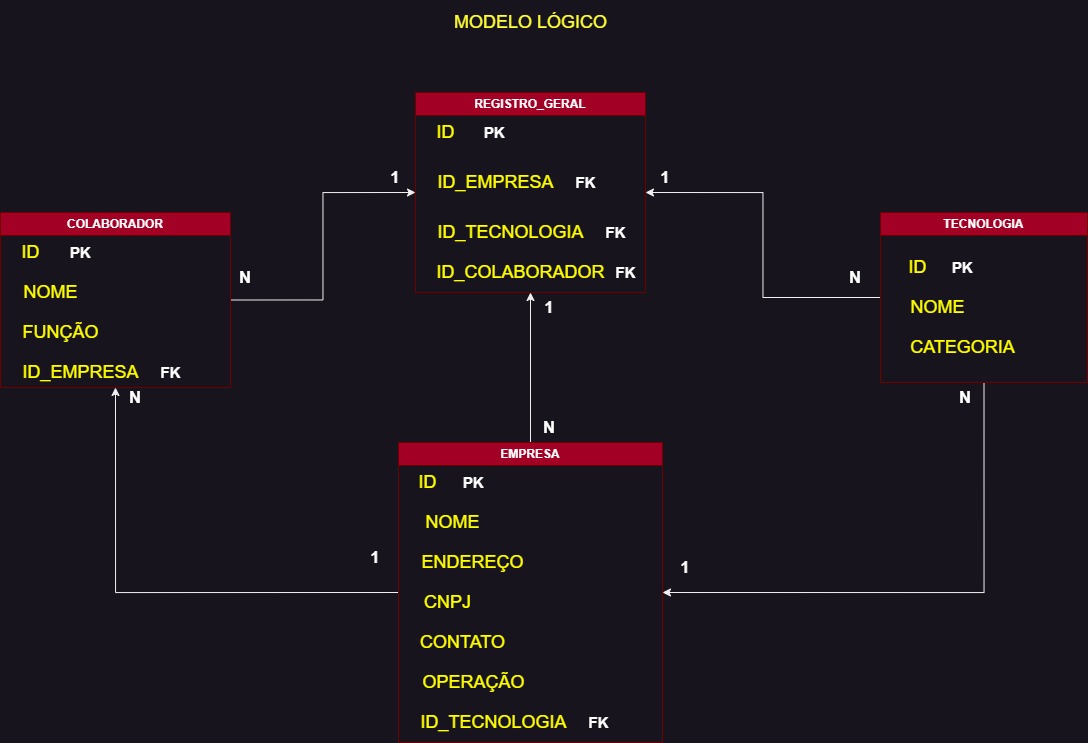 MODELO LÓGICO
REGISTRO_GERAL
ID PK
ID_EMPRESA FK
ID_TECNOLOGIA FK
ID_COLABORADOR FK
1
1
1
COLABORADOR
ID PK
NOME
FUNÇÃO
ID_EMPRESA FK
N
N
TECNOLOGIA
ID PK
NOME
CATEGORIA
N
N
EMPRESA
N
ID PK
NOME
ENDEREÇO
CNPJ
CONTATO
OPERAÇÃO
ID_TECNOLOGIA FK
1
1